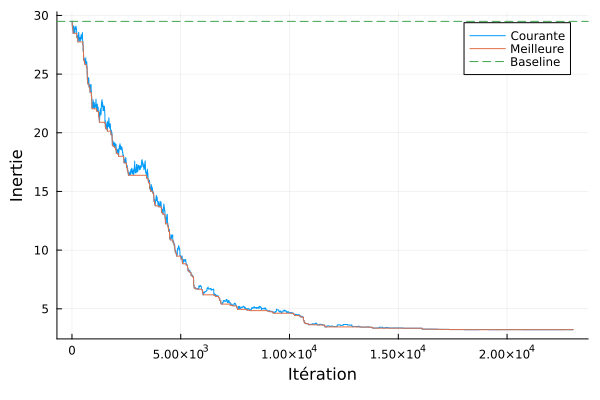 30
25
20
15
10
5
Inertie
Courante
Meilleure
Baseline
0
5.00×10³
1.00×10⁴
1.50×10⁴
2.00×10⁴
Itération